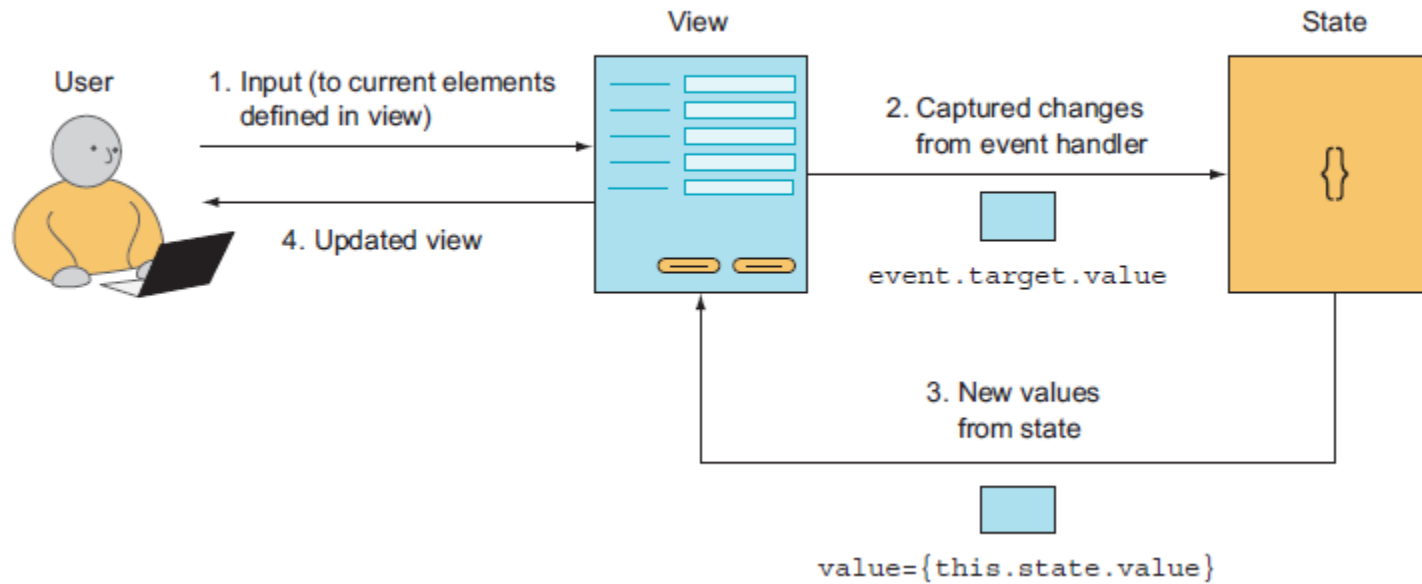 View
State
User
1. Input (to current elements
defined in view)
2. Captured changes
from event handler
{}
4. Updated view
event.target.value
3. New values
from state
value={this.state.value}